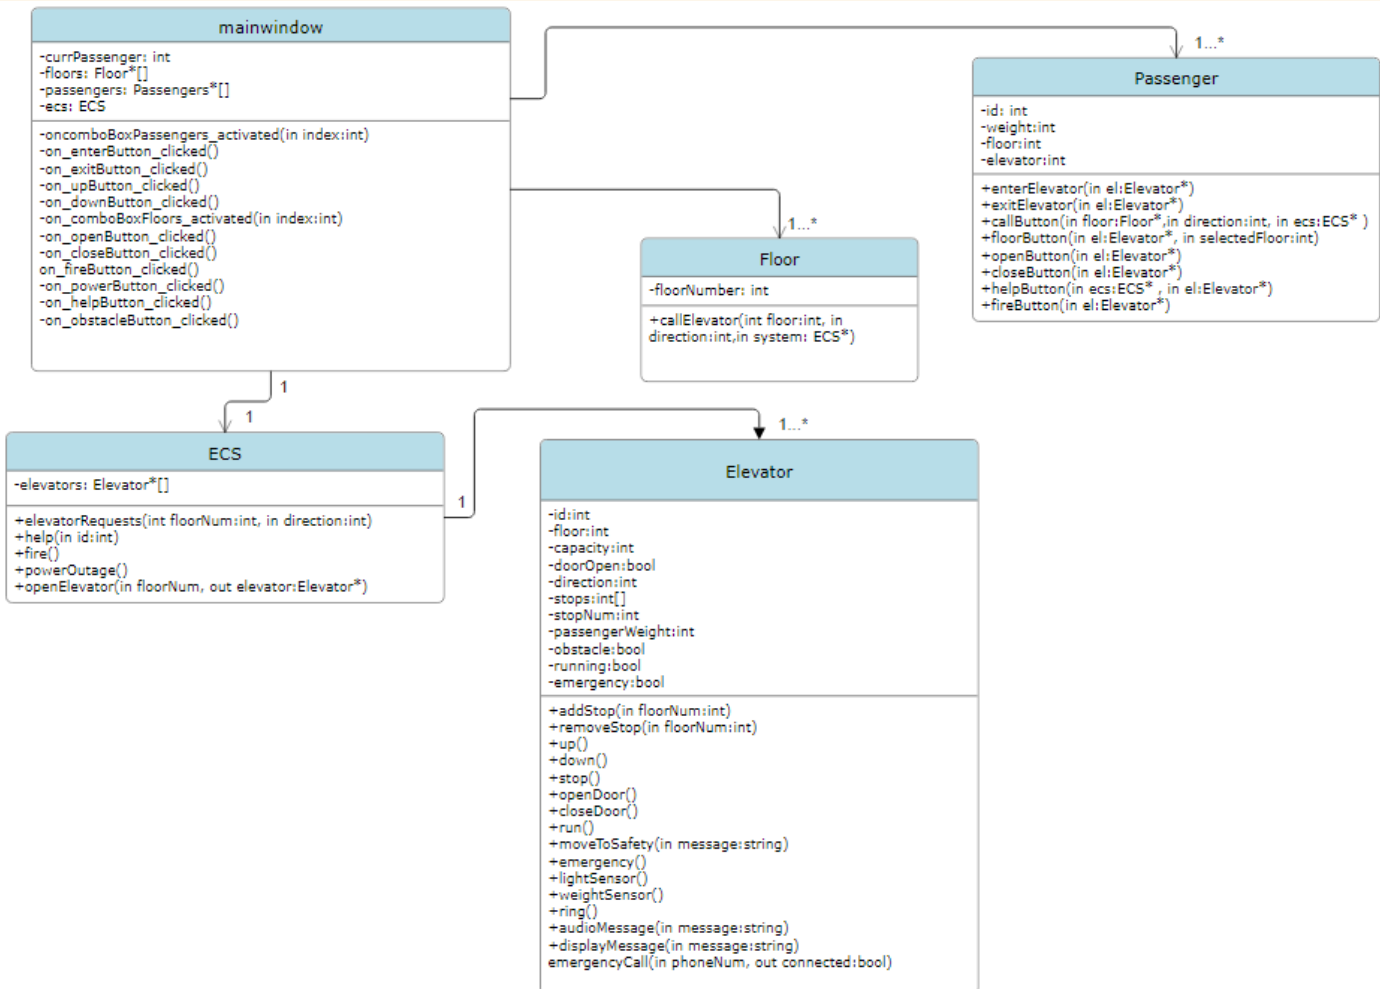 mainwindow
-currPassenger: int
-floors: Floor*[]
-passengers: Passengers*[]
-ecs: ECS
-oncomboBoxPassengers_activated(in index:int)
-on_enterButton_clicked()
-on_exitButton_clicked()
-on_upButton_clicked()
-on_downButton_clicked()
-on_comboBoxFloors_activated(in index:int)
-on_openButton_clicked()
-on_closeButton_clicked()
on_fireButton_clicked()
-on_powerButton_clicked()
-on_helpButton_clicked()
-on_obstacleButton_clicked()
1...*
Passenger
-id: int
-weight:int
-floor:int
-elevator:int
+enterElevator(in el:Elevator*)
+exitElevator(in el:Elevator*)
+callButton(in floor:Floor*,in direction:int, in ecs:ECS* )
+floorButton(in el:Elevator*, in selectedFloor:int)
+openButton(in el:Elevator*)
+closeButton(in el:Elevator*)
+helpButton(in ecs:ECS* , in el:Elevator*)
+fireButton(in el:Elevator*)
1...*
Floor
-floorNumber: int
+callElevator(int floor:int, in
direction:int,in system: ECS*)
1
1
ECS
-elevators: Elevator*[]
+elevatorRequests(int floorNum:int, in direction:int)
+help(in id:int)
+fire()
+powerOutage()
+openElevator(in floorNum, out elevator:Elevator*)
1
1...*
Elevator
-id:int
-floor:int
-capacity:int
-doorOpen:bool
-direction:int
-stops:int[]
-stopNum:int
-passengerWeight:int
-obstacle:bool
-running:bool
-emergency:bool
+addStop(in floorNum:int)
+removeStop(in floorNum:int)
+up()
+down()
+stop()
+openDoor()
+closeDoor()
+run()
+moveToSafety(in message:string)
+emergency()
+lightSensor()
+weightSensor()
+ring()
+audioMessage(in message:string)
+displayMessage(in message:string)
emergencyCall(in phoneNum, out connected:bool)